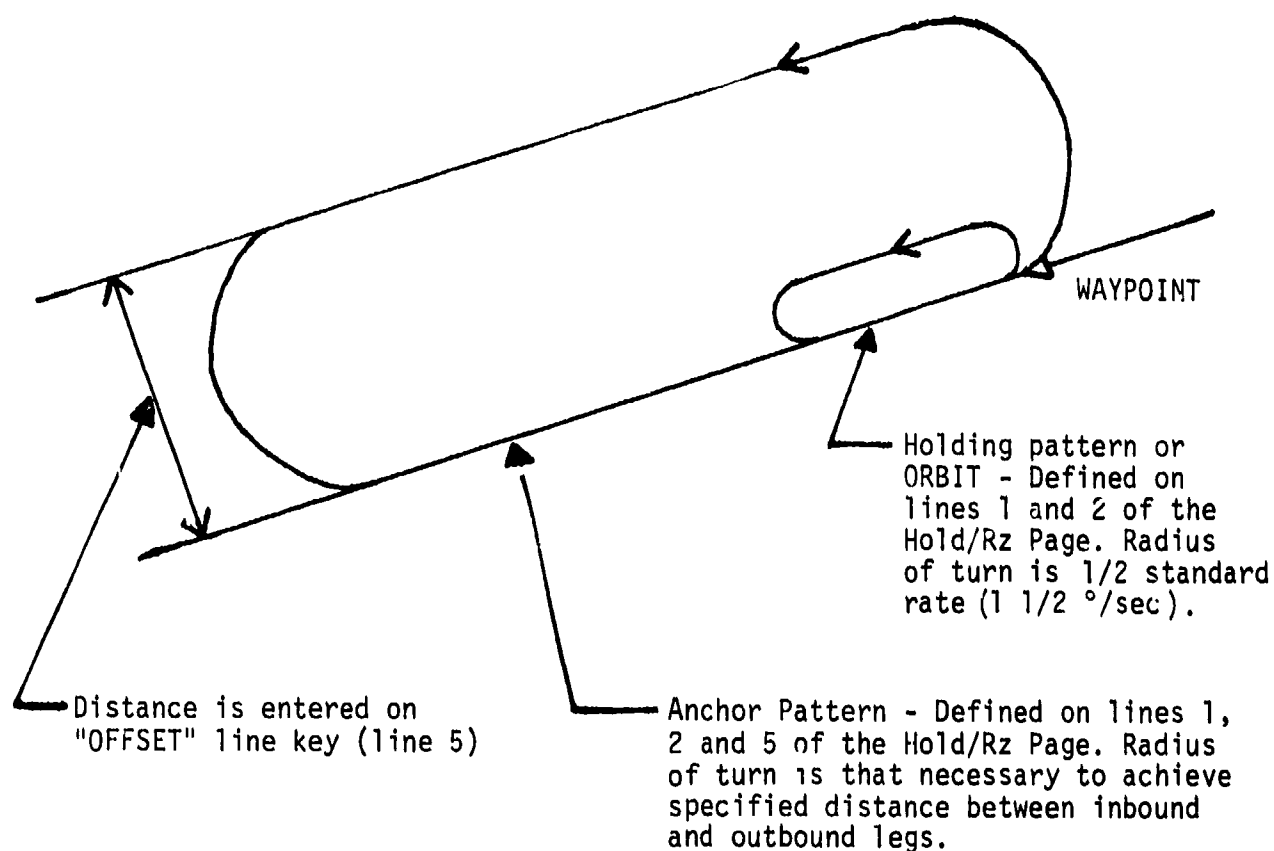 WAYPOINT
Holding pattern or
ORBIT - Defined on
lines 1 and 2 of the
Hold/Rz Page. Radius
of turn is 1/2 standard
rate (1 1/2 °/sec).
Distance is entered on
"OFFSET" line key (line 5)
Anchor Pattern - Defined on lines 1,
2 and 5 of the Hold/Rz Page. Radius
of turn is that necessary to achieve
specified distance between inbound
and outbound legs.